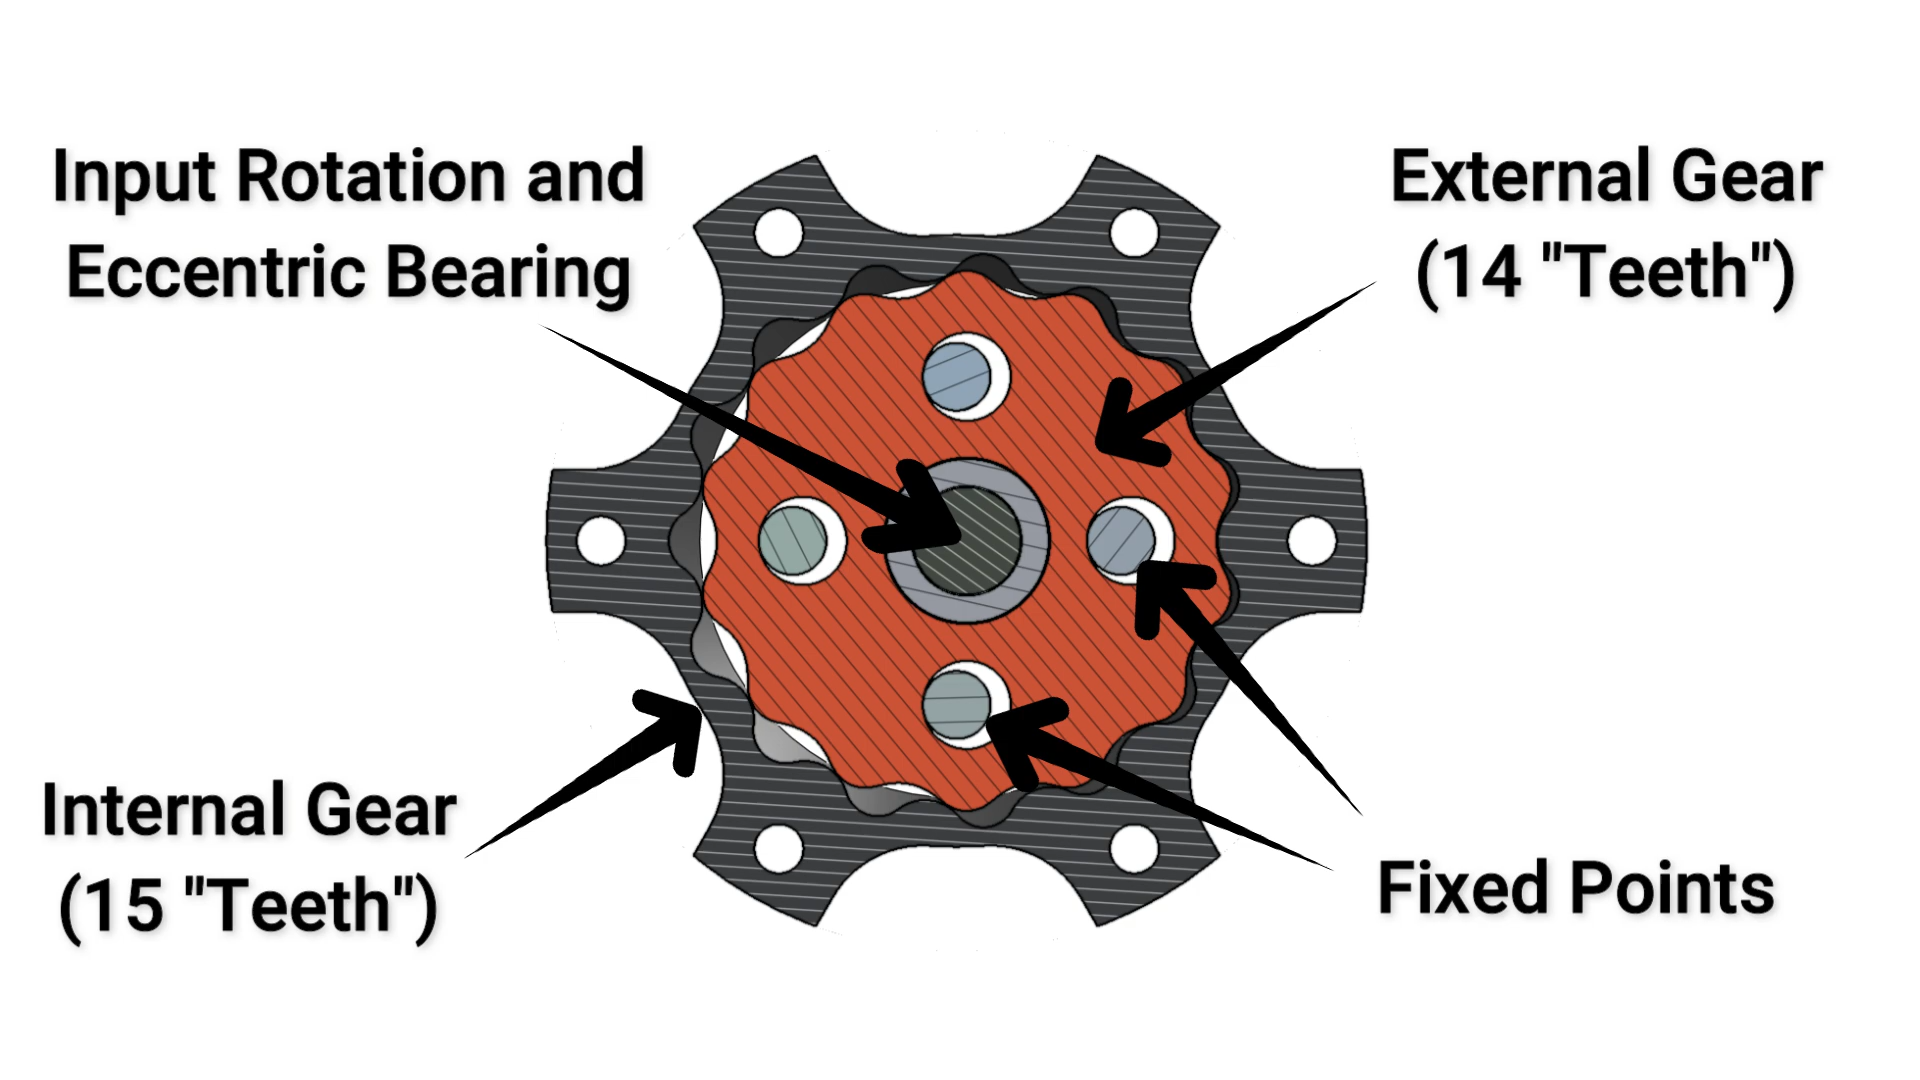 Input Rotation and
Eccentric Bearing
External Gear
(14 "Teeth")
Internal Gear
(15 "Teeth")
Fixed Points